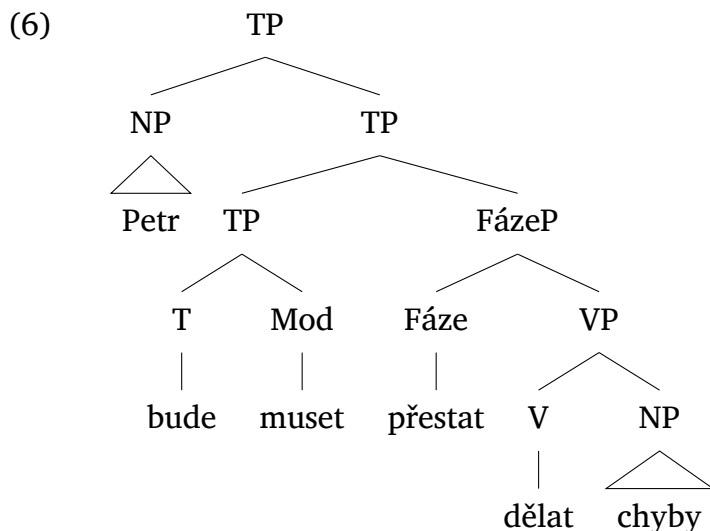 (6) TP
NP TP
Petr TP FázeP
T Mod Fáze VP
bude muset přestat V NP
dělat chyby